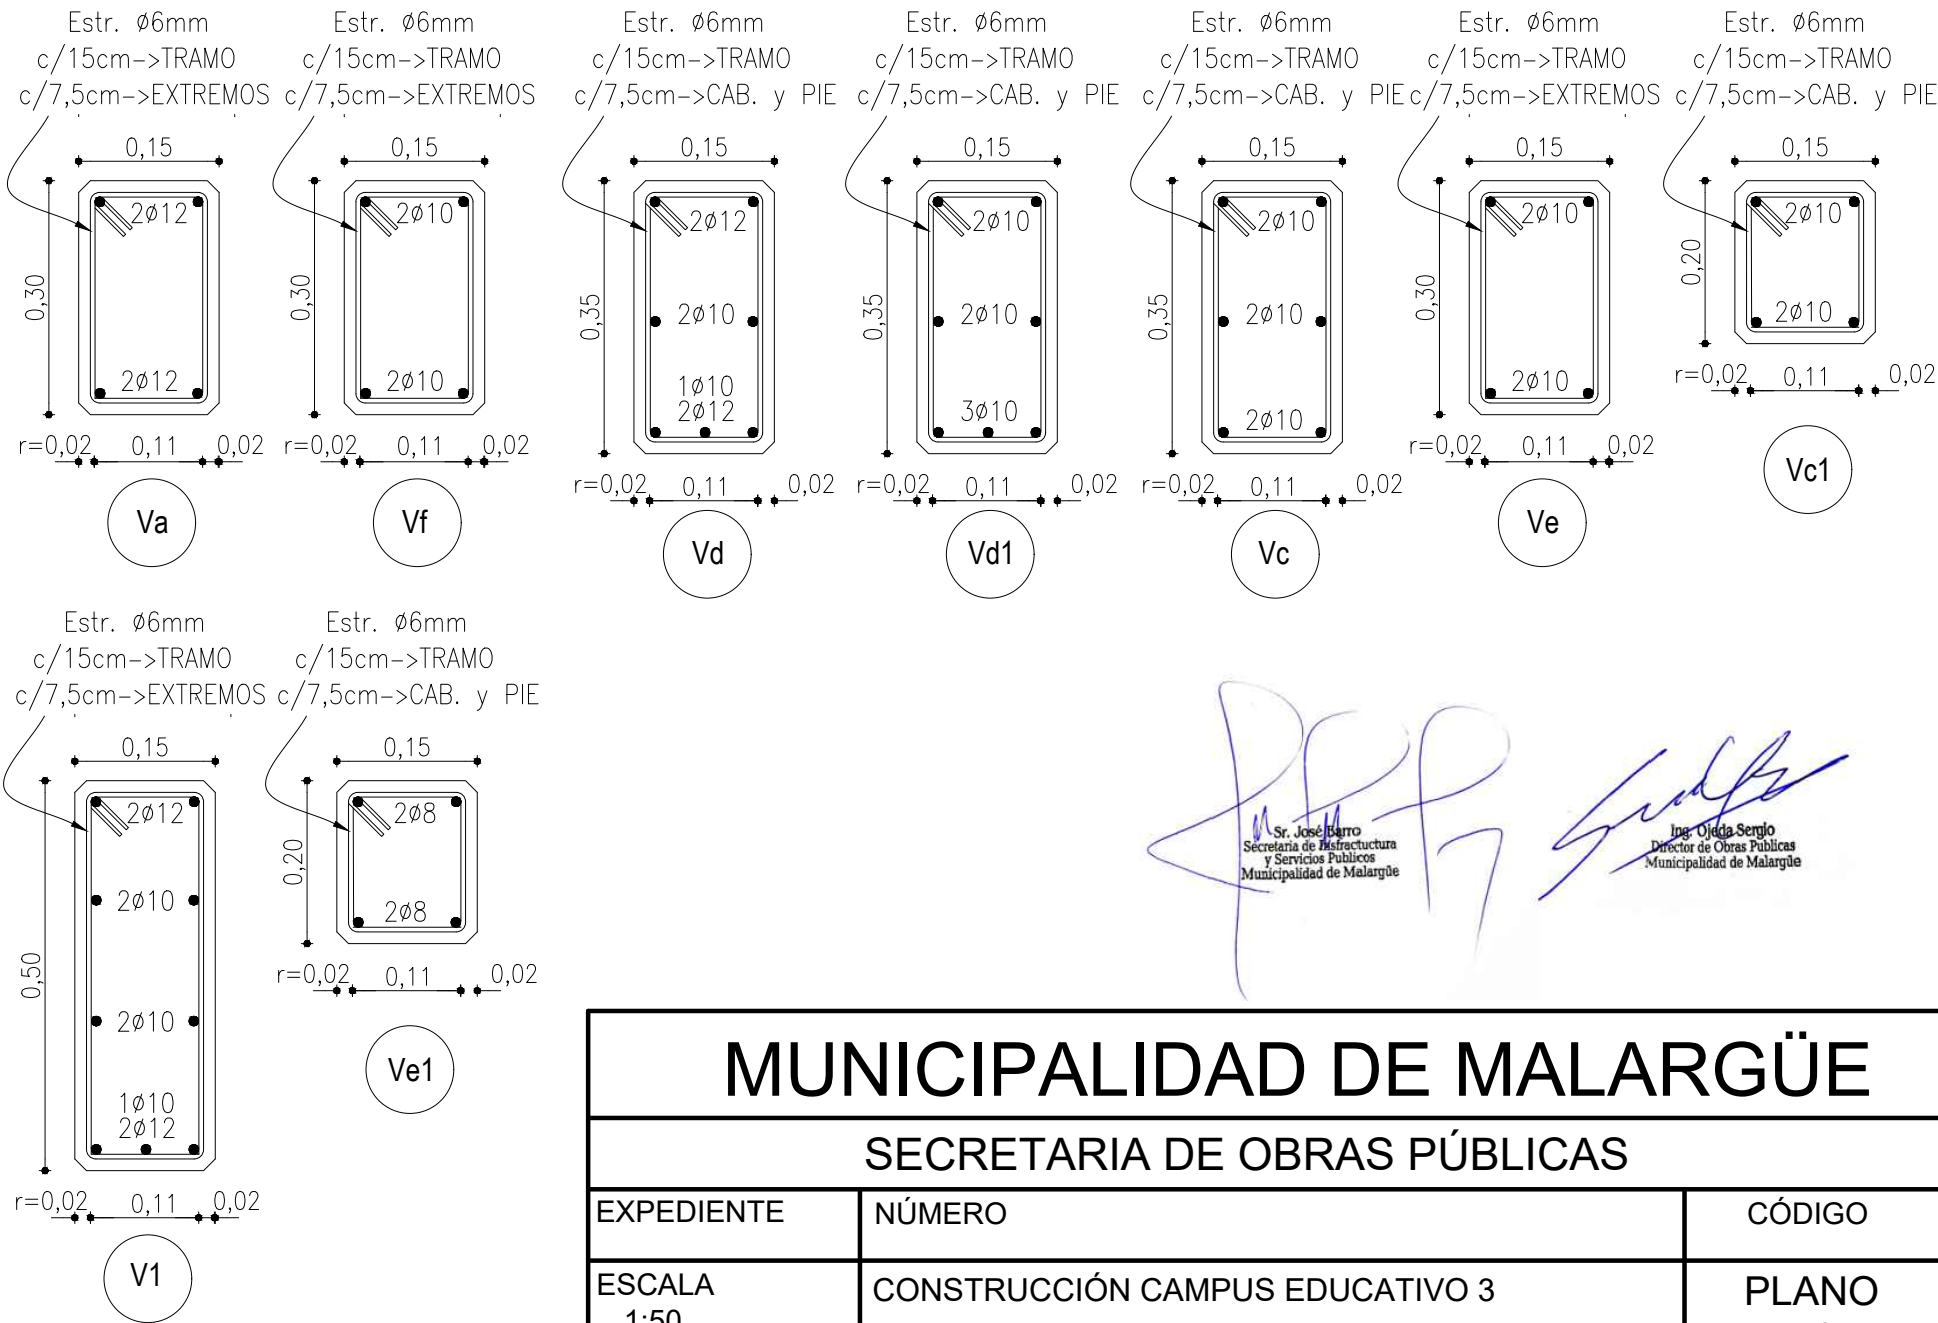 Estr. ø6mm
c/15cm->TRAMO
c/7,5cm->EXTREMOS
0,15
2ø12
0,30
2ø12
r=0,02 0,11 0,02
Va
Estr. ø6mm
c/15cm->TRAMO
c/7,5cm->EXTREMOS
0,15
2ø10
0,30
2ø10
r=0,02 0,11 0,02
Vf
Estr. ø6mm
c/15cm->TRAMO
c/7,5cm->CAB. y PIE
0,15
2ø12
0,35
2ø10
1ø10
2ø12
r=0,02 0,11 0,02
Vd
Estr. ø6mm
c/15cm->TRAMO
c/7,5cm->CAB. y PIE
0,15
2ø10
0,35
2ø10
3ø10
r=0,02 0,11 0,02
Vd1
Estr. ø6mm
c/15cm->TRAMO
c/7,5cm->CAB. y PIE
0,15
2ø10
0,35
2ø10
2ø10
r=0,02 0,11 0,02
Vc
Estr. ø6mm
c/15cm->TRAMO
c/7,5cm->EXTREMOS
0,15
2ø10
0,30
2ø10
r=0,02 0,11 0,02
Ve
Estr. ø6mm
c/15cm->TRAMO
c/7,5cm->CAB. y PIE
0,15
2ø10
0,20
2ø10
r=0,02 0,11 0,02
Vc1
Estr. ø6mm
c/15cm->TRAMO
c/7,5cm->EXTREMOS
0,15
2ø12
2ø10
0,50
2ø10
1ø10
2ø12
r=0,02 0,11 0,02
V1
Estr. ø6mm
c/15cm->TRAMO
c/7,5cm->CAB. y PIE
0,15
2ø8
0,20
2ø8
r=0,02 0,11 0,02
Ve1
Sr. José Barro
Secretaria de Insfractuctura
y Servicios Publicos
Municipalidad de Malargüe
Ing. Ojeda Sergio
Director de Obras Publicas
Municipalidad de Malargüe
MUNICIPALIDAD DE MALARGÜE
SECRETARIA DE OBRAS PÚBLICAS
EXPEDIENTE NÚMERO CÓDIGO
ESCALA CONSTRUCCIÓN CAMPUS EDUCATIVO 3 PLANO
1:50